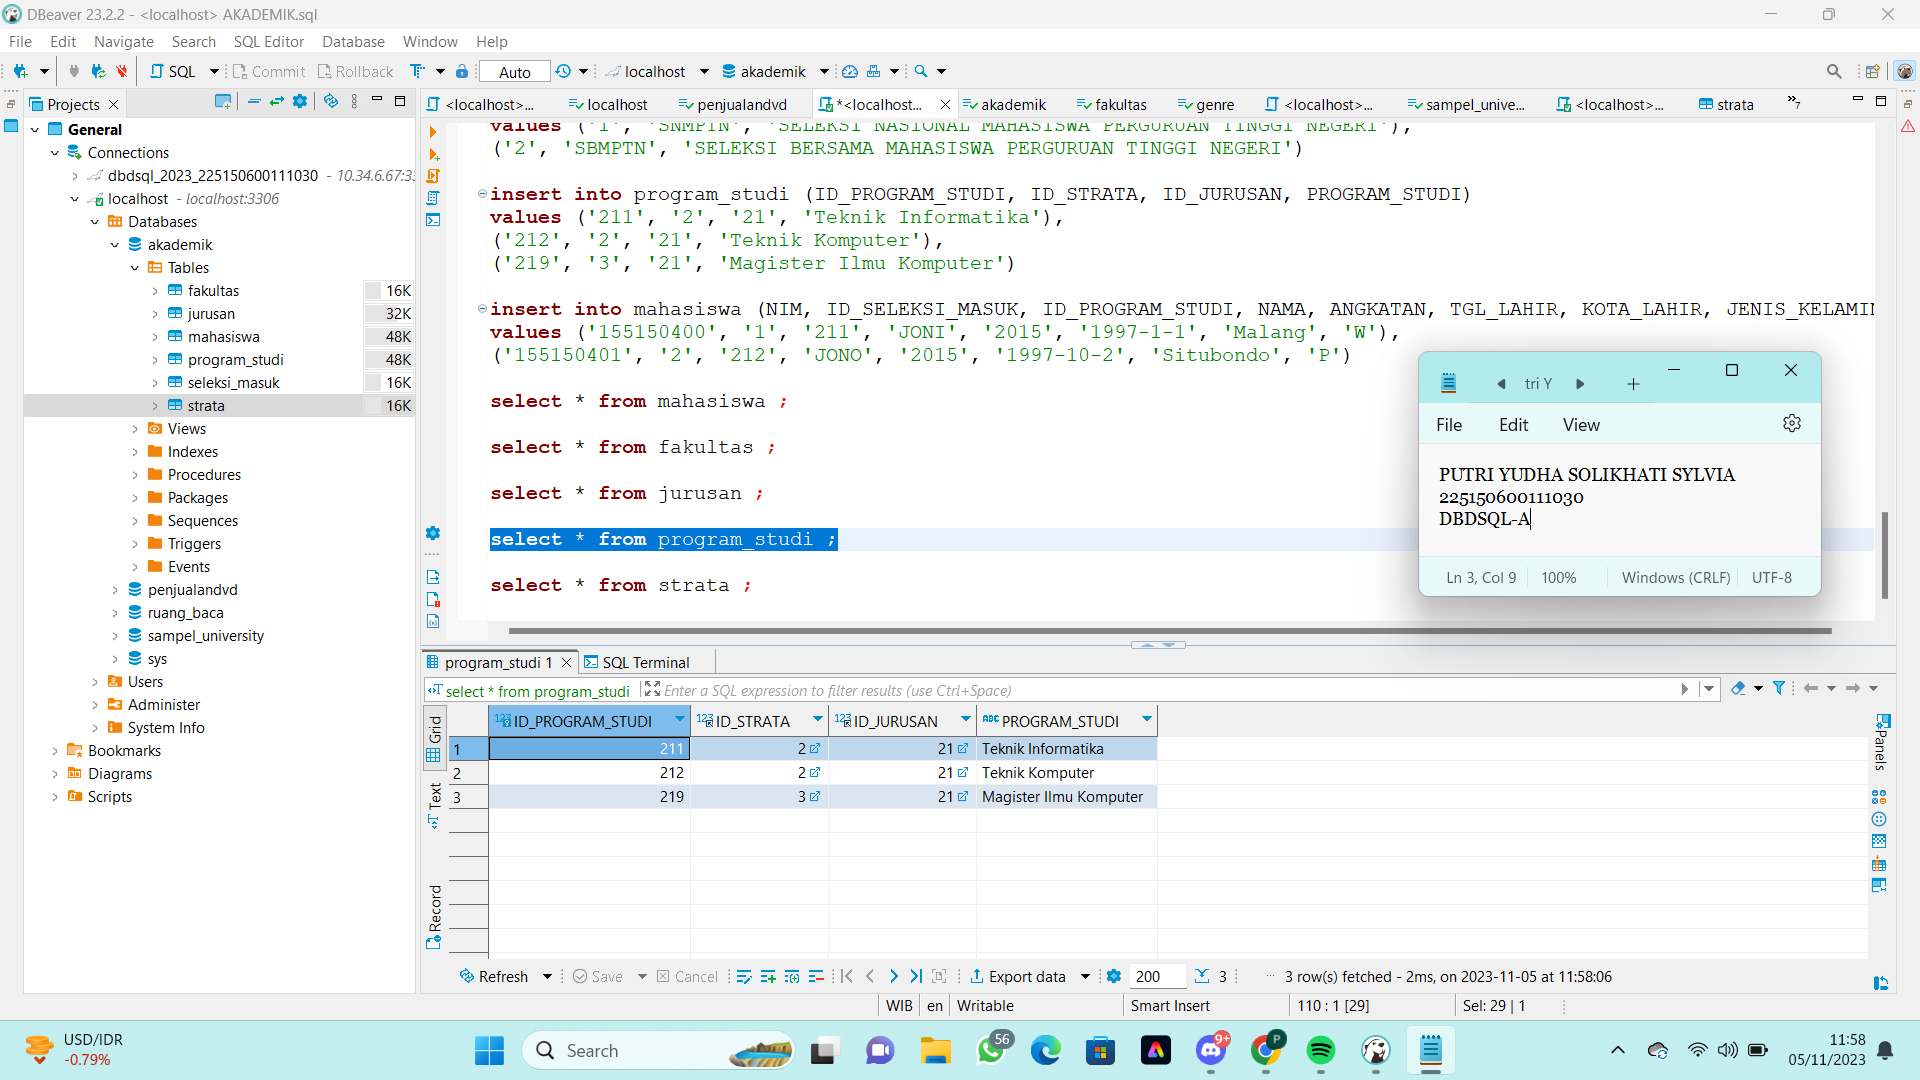 DBeaver 23.2.2 - <localhost> AKADEMIK.sql
File Edit Navigate Search SQL Editor Database Window Help
SQL Commit Rollback Auto localhost akademik
Projects
<localhost>... localhost penjualandvd *<localhost... akademik fakultas genre <localhost>... sampel_unive... <localhost>... strata »7
General
Connections
dbdsql_2023_225150600111030 - 10.34.6.67:33
localhost - localhost:3306
Databases
akademik
Tables
fakultas 16K
jurusan 32K
mahasiswa 48K
program_studi 48K
seleksi_masuk 16K
strata 16K
Views
Indexes
Procedures
Packages
Sequences
Triggers
Events
penjualandvd
ruang_baca
sampel_university
sys
Users
Administer
System Info
Bookmarks
Diagrams
Scripts
values ('1', 'SNMPTN', 'SELEKSI NASIONAL MAHASISWA PERGURUAN TINGGI NEGERI'),
('2', 'SBMPTN', 'SELEKSI BERSAMA MAHASISWA PERGURUAN TINGGI NEGERI')
insert into program_studi (ID_PROGRAM_STUDI, ID_STRATA, ID_JURUSAN, PROGRAM_STUDI)
values ('211', '2', '21', 'Teknik Informatika'),
('212', '2', '21', 'Teknik Komputer'),
('219', '3', '21', 'Magister Ilmu Komputer')
insert into mahasiswa (NIM, ID_SELEKSI_MASUK, ID_PROGRAM_STUDI, NAMA, ANGKATAN, TGL_LAHIR, KOTA_LAHIR, JENIS_KELAMIN
values ('155150400', '1', '211', 'JONI', '2015', '1997-1-1', 'Malang', 'W'),
('155150401', '2', '212', 'JONO', '2015', '1997-10-2', 'Situbondo', 'P')
select * from mahasiswa ;
select * from fakultas ;
select * from jurusan ;
select * from program_studi ;
select * from strata ;
tri Y
File Edit View
PUTRI YUDHA SOLIKHATI SYLVIA
225150600111030
DBDSQL-A
Ln 3, Col 9 100% Windows (CRLF) UTF-8
program_studi 1 SQL Terminal
select * from program_studi Enter a SQL expression to filter results (use Ctrl+Space)
Grid
Text
Record
Panels
123 ID_PROGRAM_STUDI 123 ID_STRATA 123 ID_JURUSAN ABC PROGRAM_STUDI
1 211 2 21 Teknik Informatika
2 212 2 21 Teknik Komputer
3 219 3 21 Magister Ilmu Komputer
Refresh Save Cancel Export data 200 3 3 row(s) fetched - 2ms, on 2023-11-05 at 11:58:06
WIB en Writable Smart Insert 110 : 1 [29] Sel: 29 | 1
USD/IDR
-0.79%
Search
56
9+
P
11:58
05/11/2023